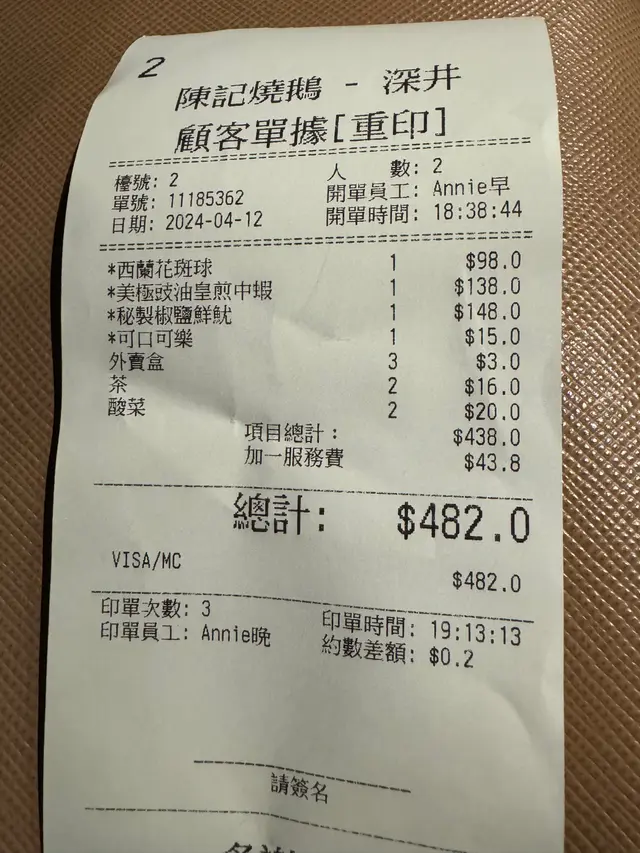 2
陳記燒鵝 - 深井
顧客單據[重印]
檯號: 2 人 數: 2
單號: 11185362 開單員工: Annie早
日期: 2024-04-12 開單時間: 18:38:44
*西蘭花斑球 1 $98.0
*美極豉油皇煎中蝦 1 $138.0
*秘製椒鹽鮮魷 1 $148.0
*可口可樂 1 $15.0
外賣盒 3 $3.0
茶 2 $16.0
酸菜 2 $20.0
項目總計: $438.0
加一服務費 $43.8
總計: $482.0
VISA/MC $482.0
印單次數: 3 印單時間: 19:13:13
印單員工: Annie晚 約數差額: $0.2
請簽名